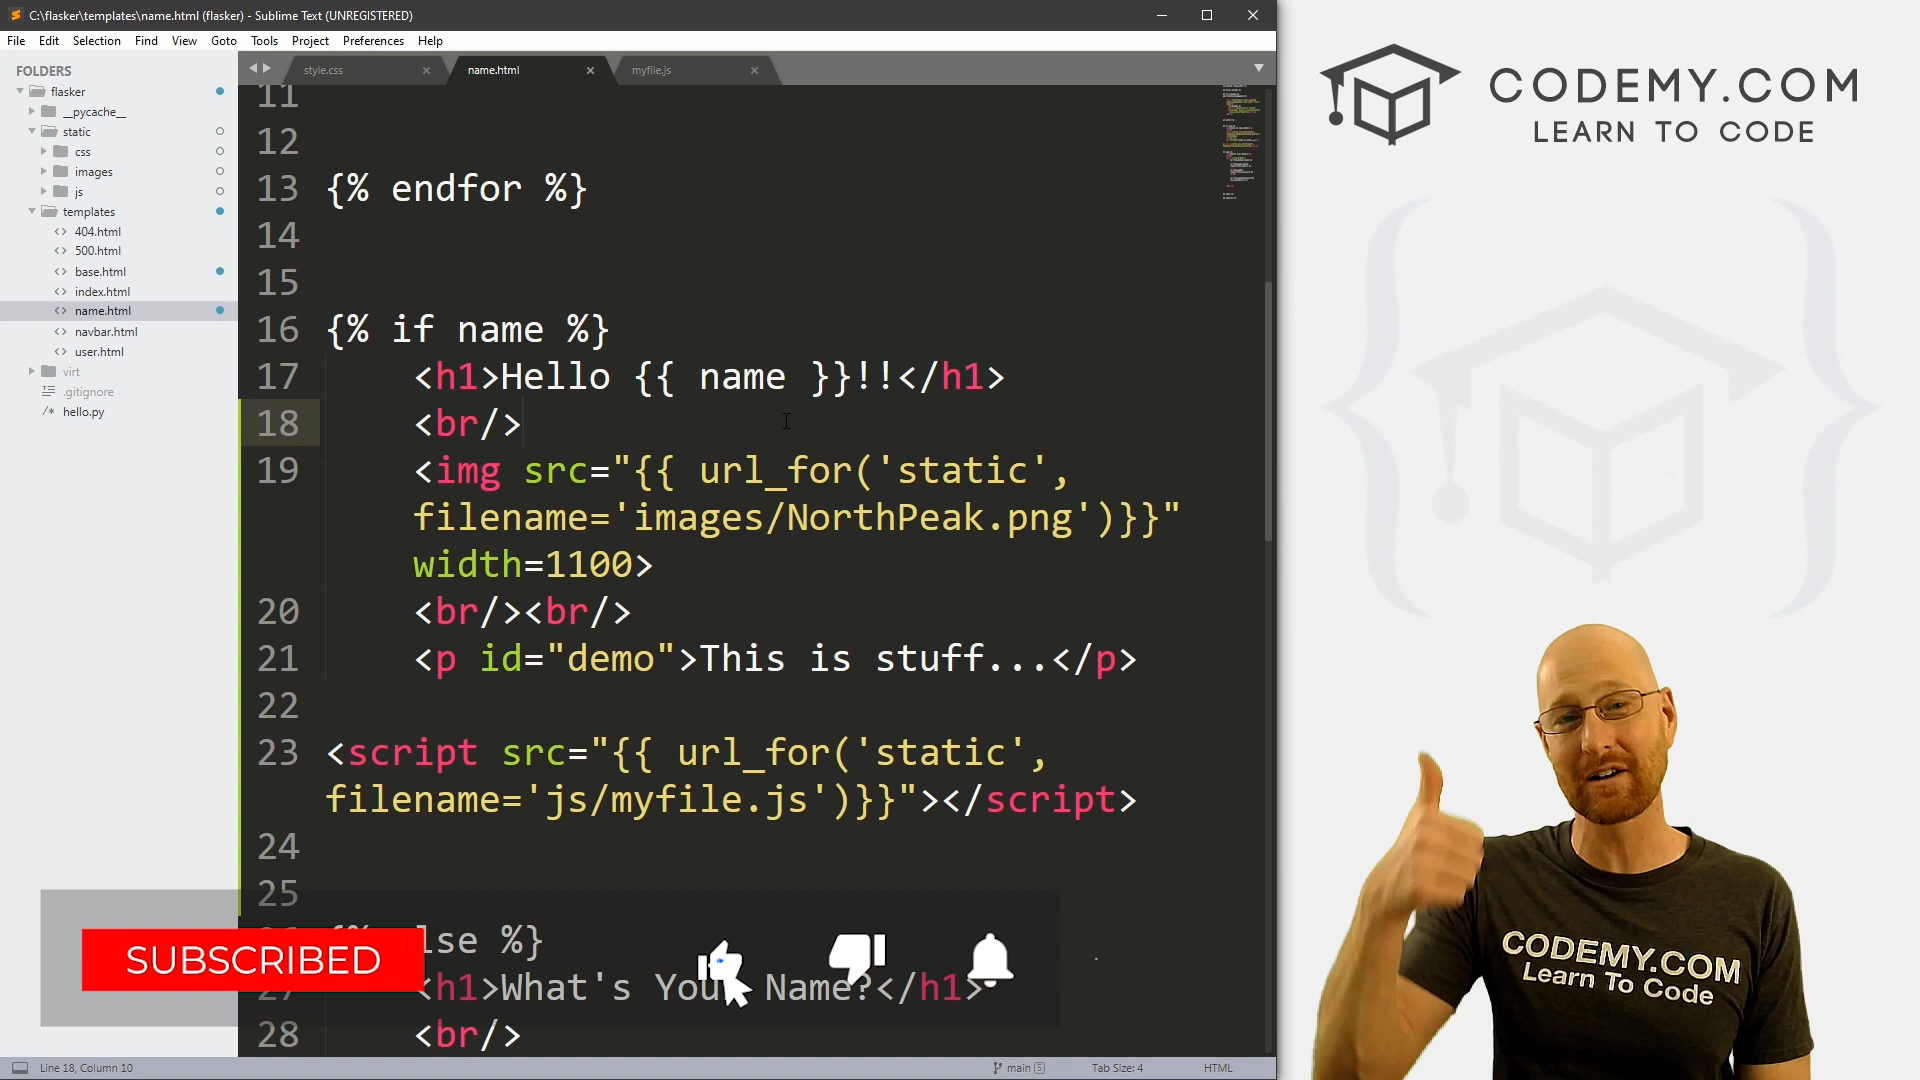 C:\flasker\templates\name.html (flasker) - Sublime Text (UNREGISTERED)
File Edit Selection Find View Goto Tools Project Preferences Help
FOLDERS
flasker
__pycache__
static
css
images
js
templates
404.html
500.html
base.html
index.html
name.html
navbar.html
user.html
virt
.gitignore
hello.py
style.css name.html myfile.js
11
12
13 {% endfor %}
14
15
16 {% if name %}
17 <h1>Hello {{ name }}!!</h1>
18 <br/>
19 <img src="{{ url_for('static',
filename='images/NorthPeak.png')}}"
width=1100>
20 <br/><br/>
21 <p id="demo">This is stuff...</p>
22
23 <script src="{{ url_for('static',
filename='js/myfile.js')}}"></script>
24
25
lse %}
27 <h1>What's Your Name?</h1>
28 <br/>
SUBSCRIBED
Line 18, Column 10
main 5
Tab Size: 4
HTML
CODEMY.COM
LEARN TO CODE
CODEMY.COM
Learn To Code